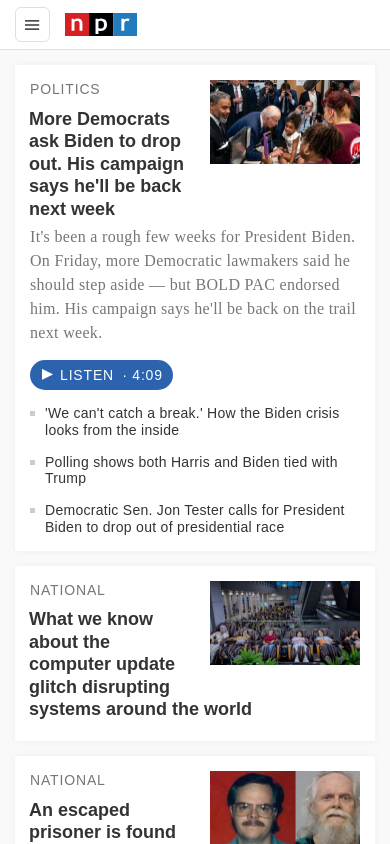 npr
POLITICS
More Democrats
ask Biden to drop
out. His campaign
says he'll be back
next week
It's been a rough few weeks for President Biden.
On Friday, more Democratic lawmakers said he
should step aside — but BOLD PAC endorsed
him. His campaign says he'll be back on the trail
next week.
LISTEN · 4:09
'We can't catch a break.' How the Biden crisis
looks from the inside
Polling shows both Harris and Biden tied with
Trump
Democratic Sen. Jon Tester calls for President
Biden to drop out of presidential race
NATIONAL
What we know
about the
computer update
glitch disrupting
systems around the world
NATIONAL
An escaped
prisoner is found